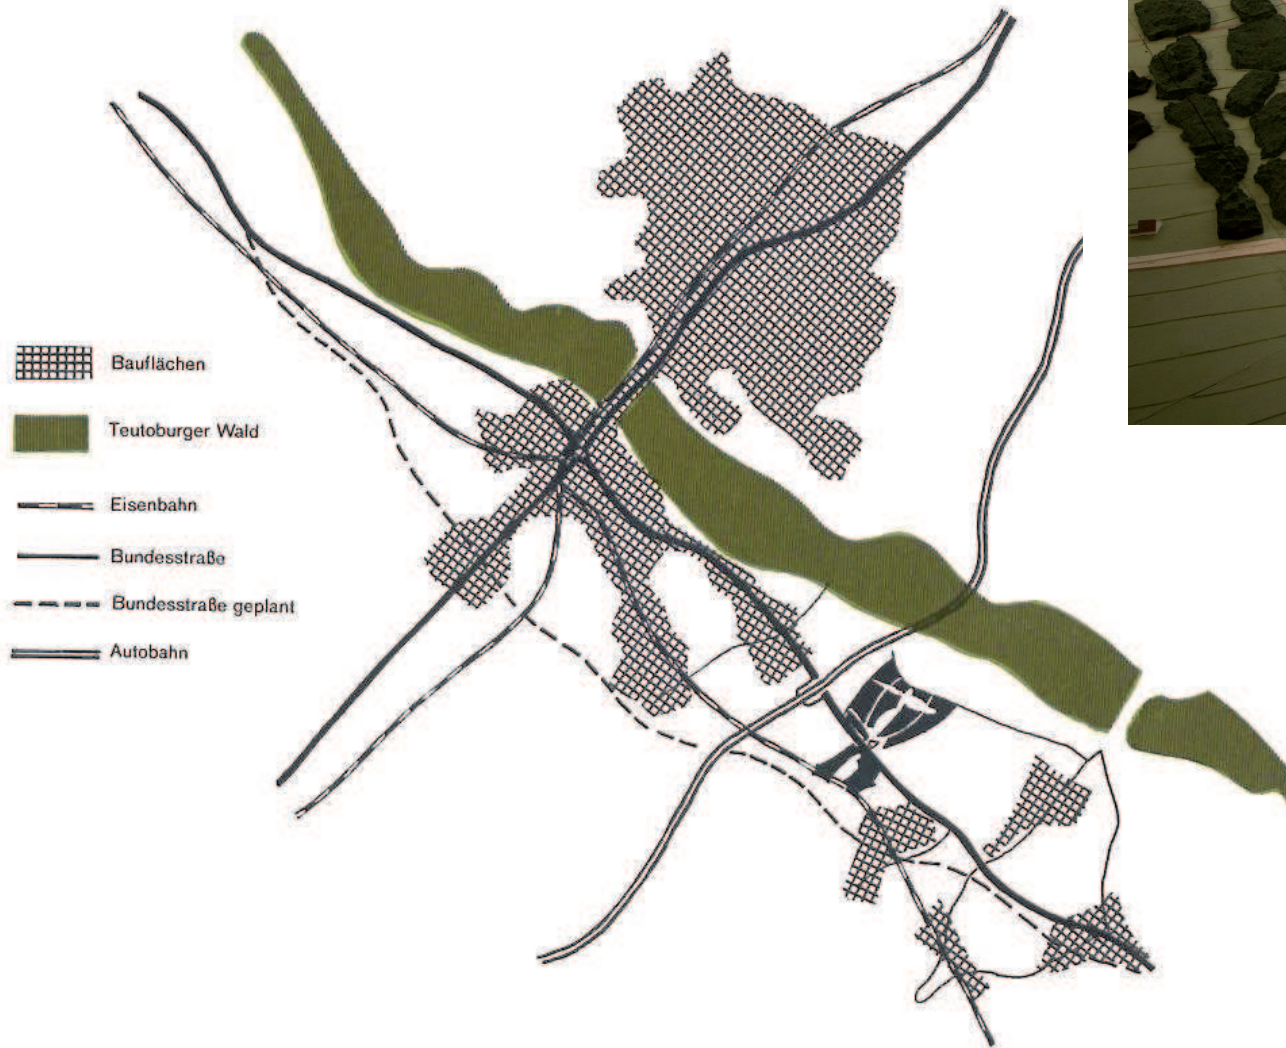 Bauflächen
Teutoburger Wald
Eisenbahn
Bundesstraße
Bundesstraße geplant
Autobahn